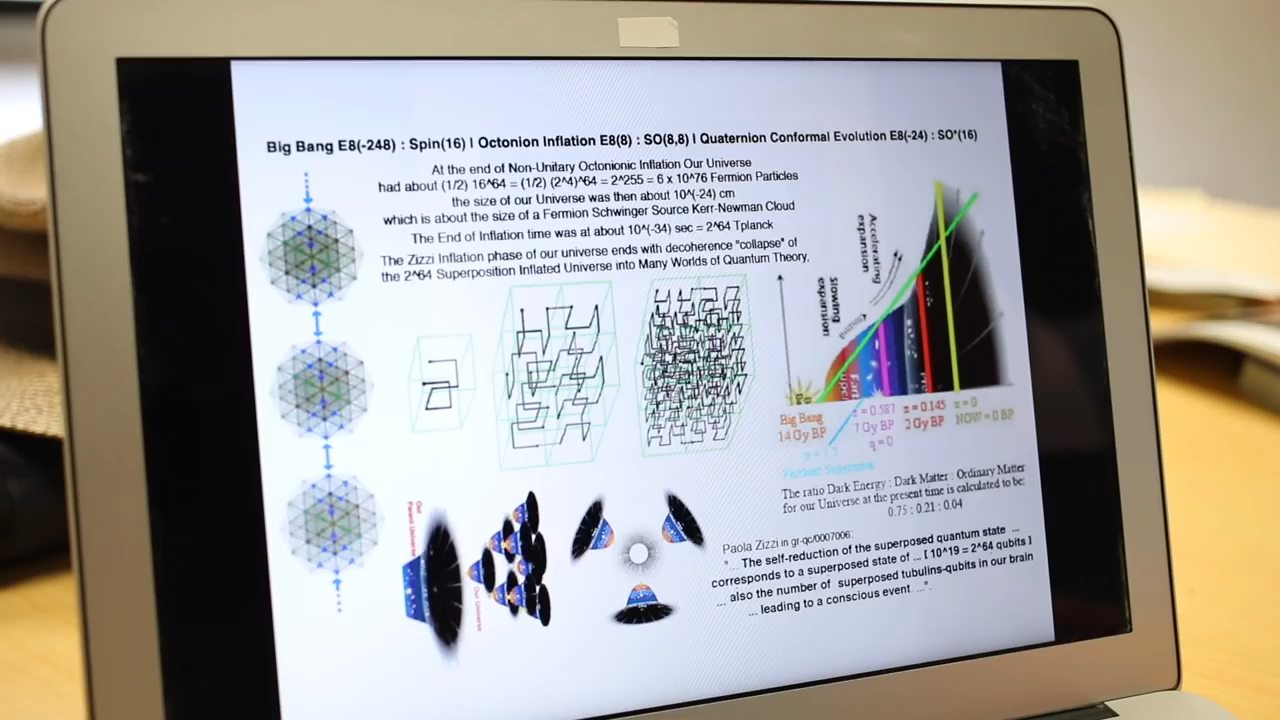 Big Bang E8(-248) : Spin(16) | Octonion Inflation E8(8) : SO(8,8) | Quaternion Conformal Evolution E8(-24) : SO*(16)
At the end of Non-Unitary Octonionic Inflation Our Universe
had about (1/2) 16^64 = (1/2) (2^4)^64 = 2^255 = 6 x 10^76 Fermion Particles
the size of our Universe was then about 10^(-24) cm
which is about the size of a Fermion Schwinger Source Kerr-Newman Cloud
The End of Inflation time was at about 10^(-34) sec = 2^64 Tplanck
The Zizzi Inflation phase of our universe ends with decoherence "collapse" of
the 2^64 Superposition Inflated Universe into Many Worlds of Quantum Theory.
Accelerating
expansion
Slowing
expansion
Big Bang
14 Gy BP
z = 0.587
7 Gy BP
q = 0
z = 0.145
2 Gy BP
z = 0
NOW = 0 BP
The ratio Dark Energy : Dark Matter : Ordinary Matter
for our Universe at the present time is calculated to be:
0.75 : 0.21 : 0.04
Our
Parent Universe
Our Universe
Paola Zizzi in gr-qc/0007006:
"... The self-reduction of the superposed quantum state ...
corresponds to a superposed state of ... [ 10^19 = 2^64 qubits ]
... also the number of superposed tubulins-qubits in our brain
... leading to a conscious event ...".